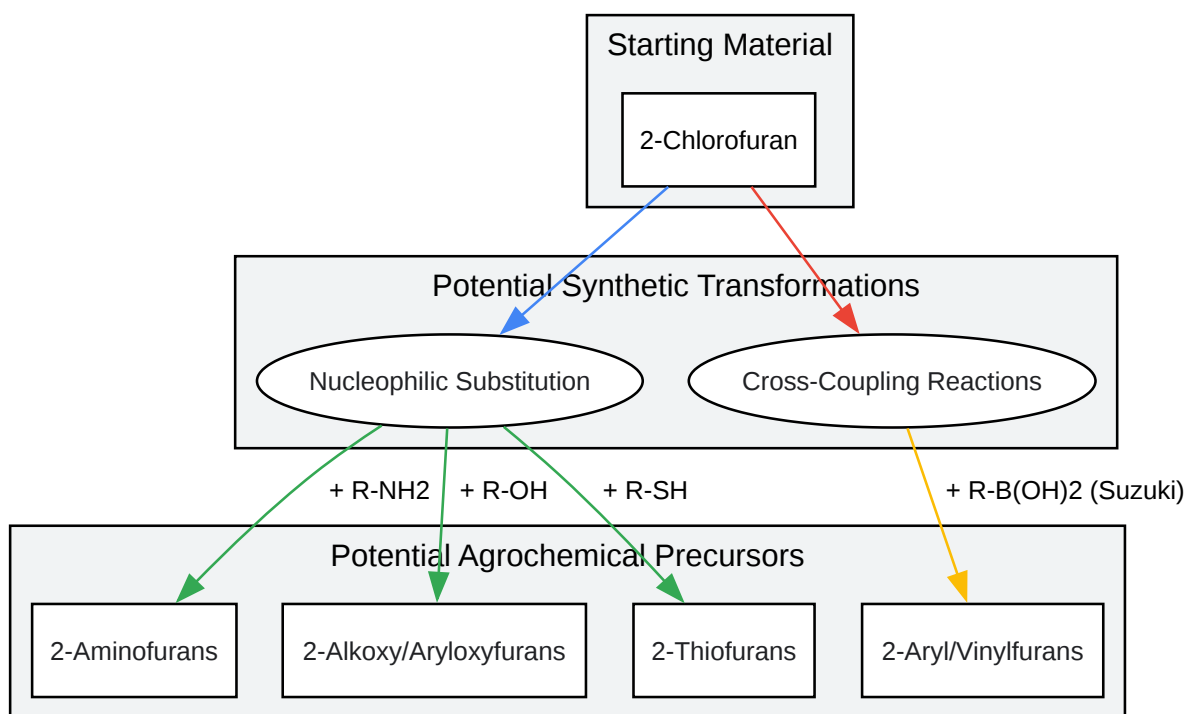 Starting Material
2-Chlorofuran
Potential Synthetic Transformations
Nucleophilic Substitution
Cross-Coupling Reactions
+ R-NH2
+ R-OH
+ R-SH
+ R-B(OH)2 (Suzuki)
Potential Agrochemical Precursors
2-Aminofurans
2-Alkoxy/Aryloxyfurans
2-Thiofurans
2-Aryl/Vinylfurans